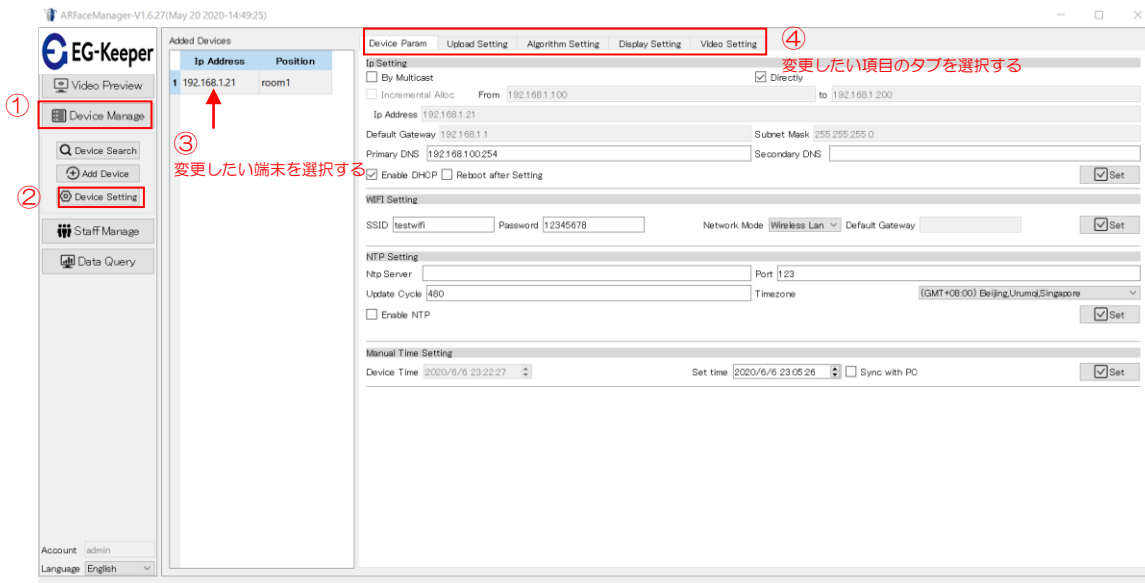 ARFaceManager-V1.6.27(May 20 2020-14:49:25)
EG-Keeper
Video Preview
①
Device Manage
Device Search
Add Device
②
Device Setting
Staff Manage
Data Query
Account admin
Language English
Added Devices
Ip Address Position
1 192.168.1.21 room1
③
変更したい端末を選択する
Device Param Upload Setting Algorithm Setting Display Setting Video Setting
④
変更したい項目のタブを選択する
Ip Setting
By Multicast Directly
Incremental Alloc From 192.168.1.100 to 192.168.1.200
Ip Address 192.168.1.21
Default Gateway 192.168.1.1 Subnet Mask 255.255.255.0
Primary DNS 192.168.100.254 Secondary DNS
Enable DHCP Reboot after Setting Set
WIFI Setting
SSID testwifi Password 12345678 Network Mode Wireless Lan Default Gateway Set
NTP Setting
Ntp Server Port 123
Update Cycle 480 Timezone (GMT+08:00) Beijing,Urumqi,Singapore
Enable NTP Set
Manual Time Setting
Device Time 2020/6/6 23:22:27 Set time 2020/6/6 23:05:26 Sync with PC Set